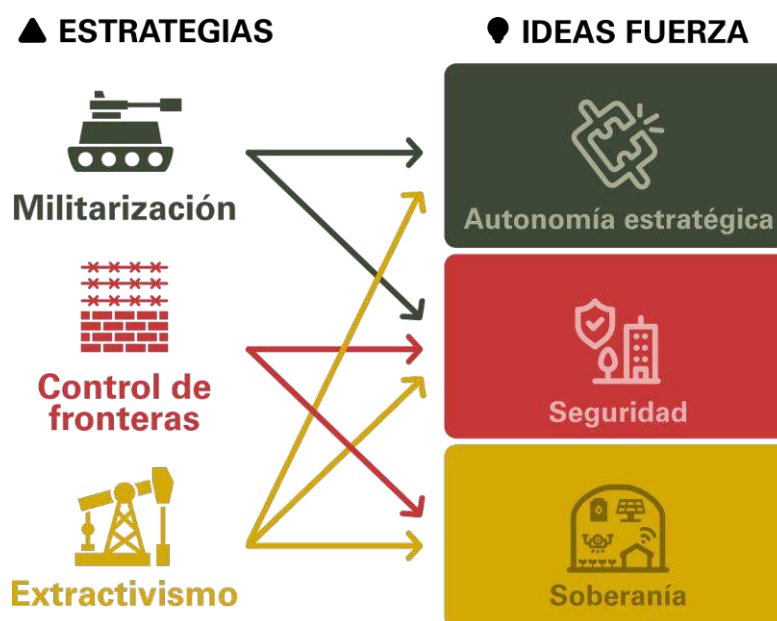 ESTRATEGIAS
IDEAS FUERZA
Militarización
Autonomía estratégica
Control de
fronteras
Seguridad
Extractivismo
Soberanía